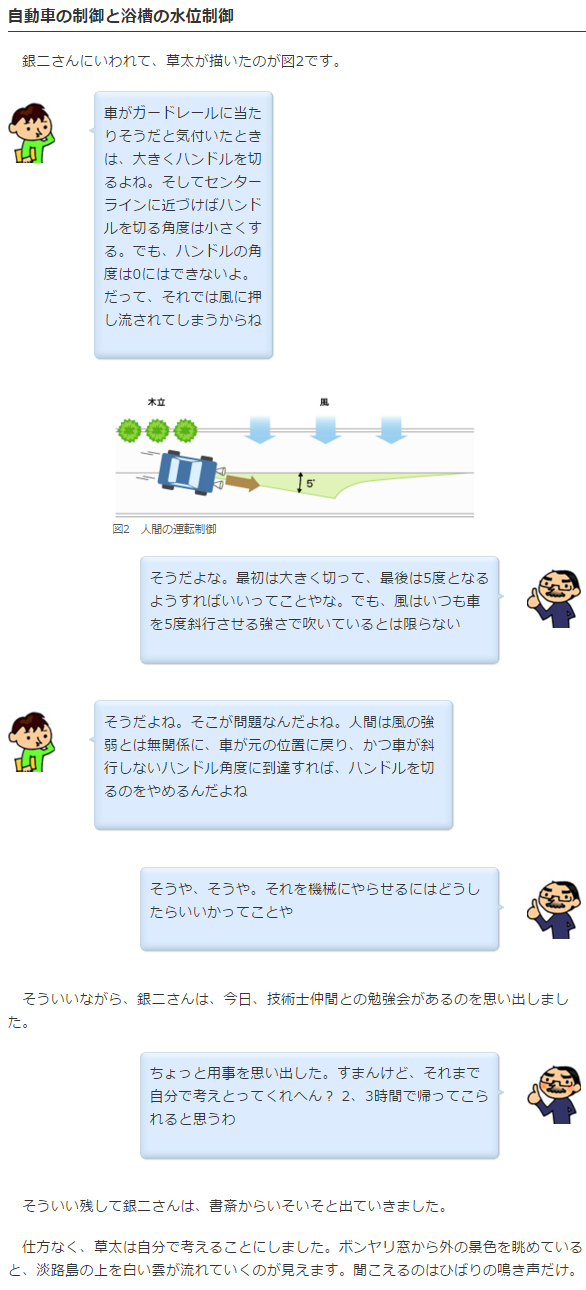 自動車の制御と浴槽の水位制御
銀二さんにいわれて、草太が描いたのが図2です。
車がガードレールに当た
りそうだと気付いたとき
は、大きくハンドルを切
るよね。そしてセンター
ラインに近づけばハンド
ルを切る角度は小さくす
る。でも、ハンドルの角
度は0にはできないよ。
だって、それでは風に押
し流されてしまうからね
木立
風
5°
図2　人間の運転制御
そうだよな。最初は大きく切って、最後は5度となる
ようすればいいってことやな。でも、風はいつも車
を5度斜行させる強さで吹いているとは限らない
そうだよね。そこが問題なんだよね。人間は風の強
弱とは無関係に、車が元の位置に戻り、かつ車が斜
行しないハンドル角度に到達すれば、ハンドルを切
るのをやめるんだよね
そうや、そうや。それを機械にやらせるにはどうし
たらいいかってことや
そういいながら、銀二さんは、今日、技術士仲間との勉強会があるのを思い出しまし
た。
ちょっと用事を思い出した。すまんけど、それまで
自分で考えとってくれへん？ 2、3時間で帰ってこら
れると思うわ
そういい残して銀二さんは、書斎からいそいそと出ていきました。
仕方なく、草太は自分で考えることにしました。ボンヤリ窓から外の景色を眺めている
と、淡路島の上を白い雲が流れていくのが見えます。聞こえるのはひばりの鳴き声だけ。